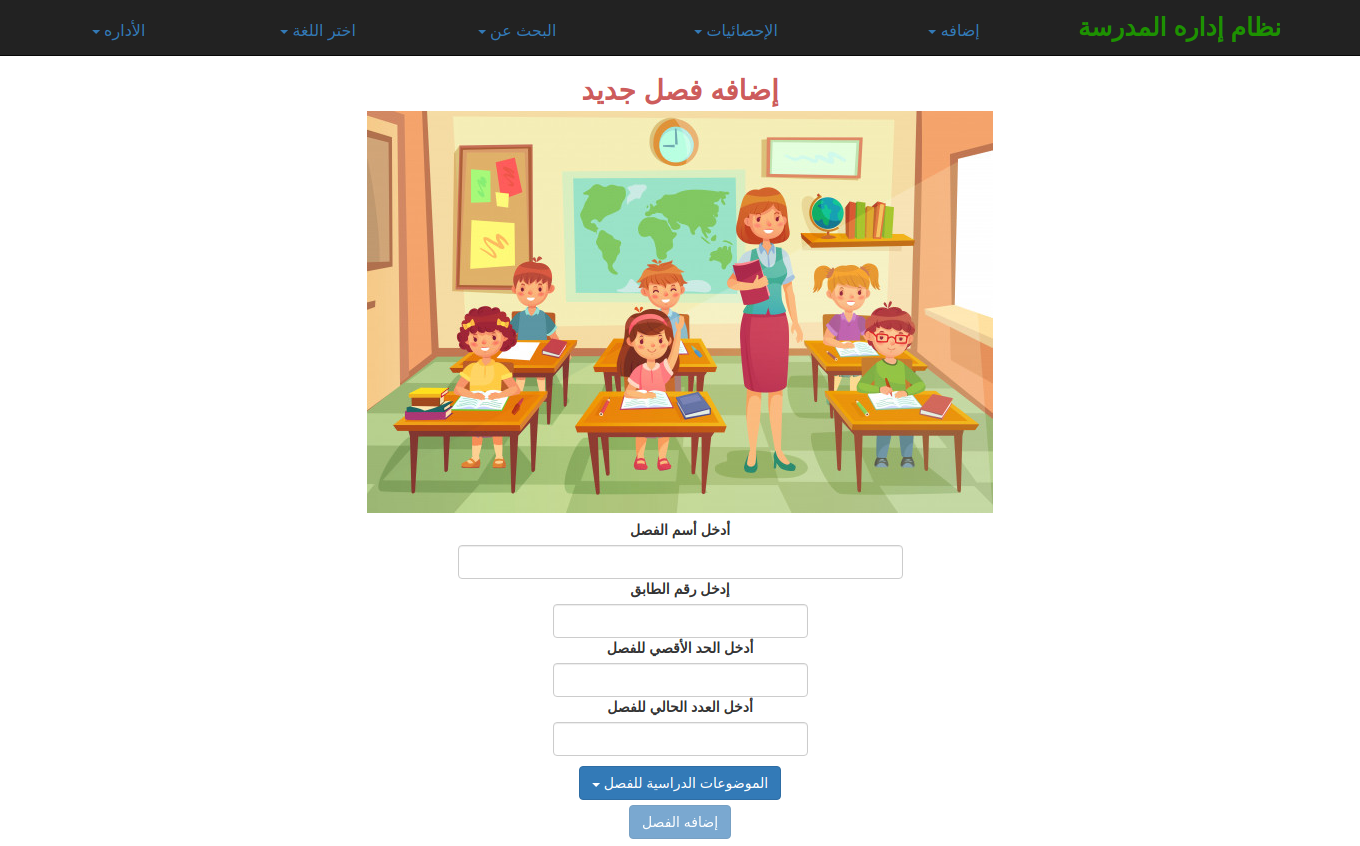 نظام إداره المدرسة
إضافه
الإحصائيات
البحث عن
اختر اللغة
الأداره
إضافه فصل جديد
أدخل أسم الفصل
إدخل رقم الطابق
أدخل الحد الأقصي للفصل
أدخل العدد الحالي للفصل
الموضوعات الدراسية للفصل
إضافه الفصل